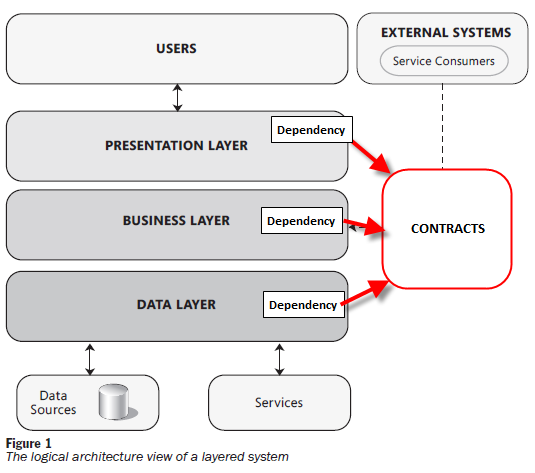 USERS
EXTERNAL SYSTEMS
Service Consumers
Dependency
PRESENTATION LAYER
BUSINESS LAYER
Dependency
CONTRACTS
DATA LAYER
Dependency
Data
Sources
Services
Figure 1
The logical architecture view of a layered system